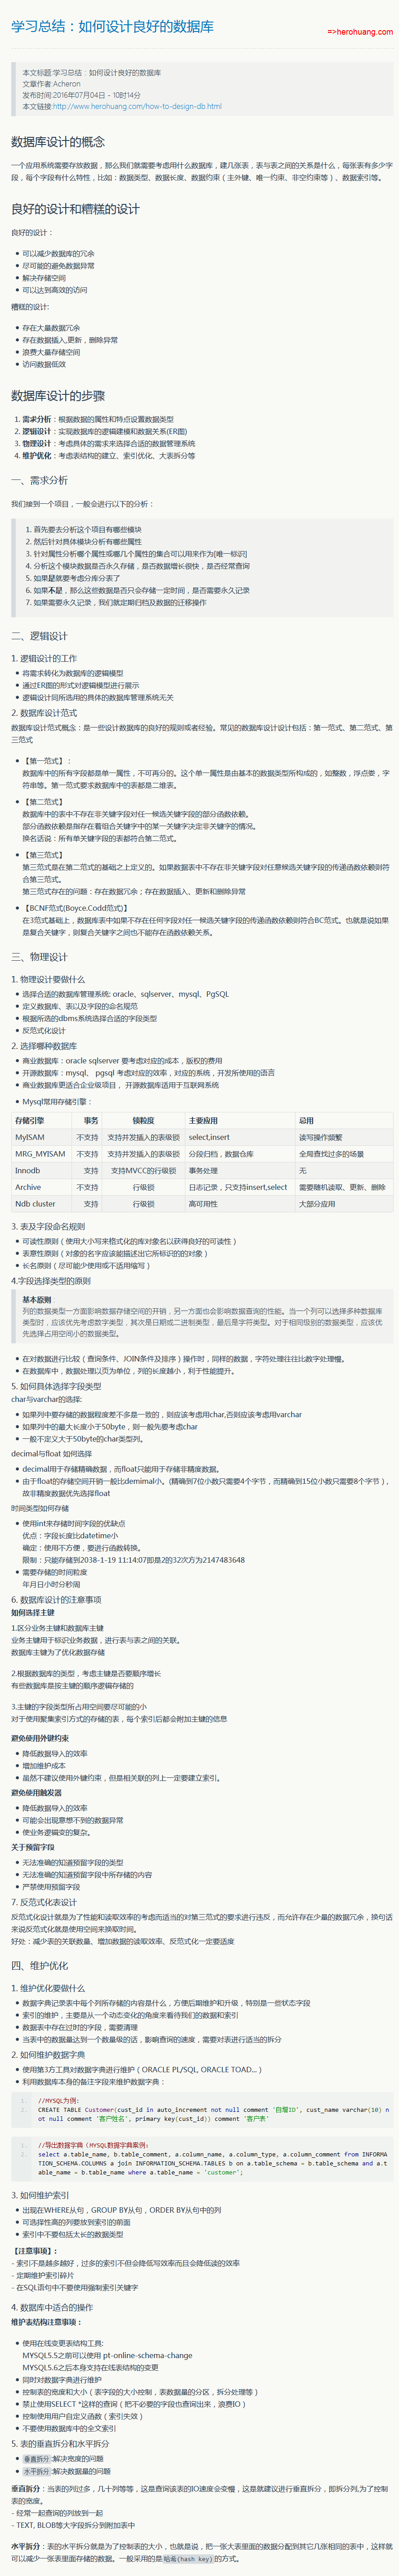 学习总结：如何设计良好的数据库
=>herohuang.com
本文标题:学习总结：如何设计良好的数据库
文章作者:Acheron
发布时间:2016年07月04日 - 10时14分
本文链接:http://www.herohuang.com/how-to-design-db.html
数据库设计的概念
一个应用系统需要存放数据，那么我们就需要考虑用什么数据库，建几张表，表与表之间的关系是什么，每张表有多少字
段，每个字段有什么特性，比如：数据类型、数据长度、数据约束（主外键、唯一约束、非空约束等）、数据索引等。
良好的设计和糟糕的设计
良好的设计：
• 可以减少数据库的冗余
• 尽可能的避免数据异常
• 解决存储空间
• 可以达到高效的访问
糟糕的设计:
• 存在大量数据冗余
• 存在数据插入,更新，删除异常
• 浪费大量存储空间
• 访问数据低效
数据库设计的步骤
1. 需求分析：根据数据的属性和特点设置数据类型
2. 逻辑设计：实现数据库的逻辑建模和数据关系(ER图)
3. 物理设计：考虑具体的需求来选择合适的数据管理系统
4. 维护优化：考虑表结构的建立、索引优化、大表拆分等
一、需求分析
我们接到一个项目，一般会进行以下的分析：
1. 首先要去分析这个项目有哪些模块
2. 然后针对具体模块分析有哪些属性
3. 针对属性分析哪个属性或哪几个属性的集合可以用来作为[唯一标识]
4. 分析这个模块数据是否永久存储，是否数据增长很快，是否经常查询
5. 如果是就要考虑分库分表了
6. 如果不是，那么这些数据是否只会存储一定时间，是否需要永久记录
7. 如果需要永久记录，我们就定期归档及数据的迁移操作
二、逻辑设计
1. 逻辑设计的工作
• 将需求转化为数据库的逻辑模型
• 通过ER图的形式对逻辑模型进行展示
• 逻辑设计同所选用的具体的数据库管理系统无关
2. 数据库设计范式
数据库设计范式概念：是一些设计数据库的良好的规则或者经验。常见的数据库设计设计包括：第一范式、第二范式、第
三范式
• 【第一范式】：
数据库中的所有字段都是单一属性，不可再分的。这个单一属性是由基本的数据类型所构成的，如整数，浮点委，字
符串等。第一范式要求数据库中的表都是二维表。
• 【第二范式】
数据库中的表中不存在非关键字段对任一候选关键字段的部分函数依赖。
部分函数依赖是指存在着组合关键字中的某一关键字决定非关键字的情况。
换名话说：所有单关键字段的表都符合第二范式。
• 【第三范式】
第三范式是在第二范式的基础之上定义的。如果数据表中不存在非关键字段对任意候选关键字段的传递函数依赖则符
合第三范式。
第三范式存在的问题：存在数据冗余；存在数据插入、更新和删除异常
• 【BCNF范式(Boyce.Codd范式)】
在3范式基础上，数据库表中如果不存在任何字段对任一候选关键字段的传递函数依赖则符合BC范式。也就是说如果
是复合关键字，则复合关键字之间也不能存在函数依赖关系。
三、物理设计
1. 物理设计要做什么
• 选择合适的数据库管理系统: oracle、sqlserver、mysql、PgSQL
• 定义数据库、表以及字段的命名规范
• 根据所选的dbms系统选择合适的字段类型
• 反范式化设计
2. 选择哪种数据库
• 商业数据库：oracle sqlserver 要考虑对应的成本，版权的费用
• 开源数据库：mysql、 pgsql 考虑对应的效率，对应的系统，开发所使用的语言
• 商业数据库更适合企业级项目， 开源数据库适用于互联网系统
• Mysql常用存储引擎：
存储引擎 事务 锁粒度 主要应用 忌用
MyISAM 不支持 支持并发插入的表级锁 select,insert 读写操作频繁
MRG_MYISAM 不支持 支持并发插入的表级锁 分段归档，数据仓库 全局查找过多的场景
Innodb 支持 支持MVCC的行级锁 事务处理 无
Archive 不支持 行级锁 日志记录，只支持insert,select 需要随机读取、更新、删除
Ndb cluster 支持 行级锁 高可用性 大部分应用
3. 表及字段命名规则
• 可读性原则（使用大小写来格式化的库对象名以获得良好的可读性）
• 表意性原则（对象的名字应该能描述出它所标识的的对象）
• 长名原则（尽可能少使用或不适用缩写）
4.字段选择类型的原则
基本原则
列的数据类型一方面影响数据存储空间的开销，另一方面也会影响数据查询的性能。当一个列可以选择多种数据库
类型时，应该优先考虑数字类型，其次是日期或二进制类型，最后是字符类型。对于相同级别的数据类型，应该优
先选择占用空间小的数据类型。
• 在对数据进行比较（查询条件、JOIN条件及排序）操作时，同样的数据，字符处理往往比数字处理慢。
• 在数据库中，数据处理以页为单位，列的长度越小，利于性能提升。
5. 如何具体选择字段类型
char与varchar的选择:
• 如果列中要存储的数据程度差不多是一致的，则应该考虑用char,否则应该考虑用varchar
• 如果列中的最大长度小于50byte，则一般先要考虑char
• 一般不定义大于50byte的char类型列。
decimal与float 如何选择
• decimal用于存储精确数据，而float只能用于存储非精度数据。
• 由于float的存储空间开销一般比demimal小。(精确到7位小数只需要4个字节，而精确到15位小数只需要8个字节）,
故非精度数据优先选择float
时间类型如何存储
• 使用int来存储时间字段的优缺点
优点：字段长度比datetime小
确定：使用不方便，要进行函数转换。
限制：只能存储到2038-1-19 11:14:07即是2的32次方为2147483648
• 需要存储的时间粒度
年月日小时分秒周
6. 数据库设计的注意事项
如何选择主键
1.区分业务主键和数据库主键
业务主键用于标识业务数据，进行表与表之间的关联。
数据库主键为了优化数据存储
2.根据数据库的类型，考虑主键是否要顺序增长
有些数据库是按主键的顺序逻辑存储的
3.主键的字段类型所占用空间要尽可能的小
对于使用聚集索引方式的存储的表，每个索引后都会附加主键的信息
避免使用外键约束
• 降低数据导入的效率
• 增加维护成本
• 虽然不建议使用外键约束，但是相关联的列上一定要建立索引。
避免使用触发器
• 降低数据导入的效率
• 可能会出现意想不到的数据异常
• 使业务逻辑变的复杂。
关于预留字段
• 无法准确的知道预留字段的类型
• 无法准确的知道预留字段中所存储的内容
• 严禁使用预留字段
7. 反范式化表设计
反范式化设计就是为了性能和读取效率的考虑而适当的对第三范式的要求进行违反，而允许存在少量的数据冗余，换句话
来说反范式化就是使用空间来换取时间。
好处：减少表的关联数量、增加数据的读取效率、反范式化一定要适度
四、维护优化
1. 维护优化要做什么
• 数据字典记录表中每个列所存储的内容是什么，方便后期维护和升级，特别是一些状态字段
• 索引的维护，主要是从一个动态变化的角度来看待我们的数据和索引
• 数据表中存在过时的字段，需要清理
• 当表中的数据量达到一个数量级的话，影响查询的速度，需要对表进行适当的拆分
2. 如何维护数据字典
• 使用第3方工具对数据字典进行维护（ORACLE PL/SQL, ORACLE TOAD...）
• 利用数据库本身的备注字段来维护数据字典：
1. //MYSQL为例:
2. CREATE TABLE Customer(cust_id in auto_increment not null comment '自增ID', cust_name varchar(10) n
ot null comment '客户姓名', primary key(cust_id)) comment '客户表'
1. //导出数据字典（MYSQL数据字典案例:
2. select a.table_name, b.table_comment, a.column_name, a.column_type, a.column_comment from INFORMA
TION_SCHEMA.COLUMNS a join INFORMATION_SCHEMA.TABLES b on a.table_schema = b.table_schema and a.t
able_name = b.table_name where a.table_name = 'customer';
3. 如何维护索引
• 出现在WHERE从句，GROUP BY从句，ORDER BY从句中的列
• 可选择性高的列要放到索引的前面
• 索引中不要包括太长的数据类型
【注意事项】:
- 索引不是越多越好，过多的索引不但会降低写效率而且会降低读的效率
- 定期维护索引碎片
- 在SQL语句中不要使用强制索引关键字
4. 数据库中适合的操作
维护表结构注意事项：
• 使用在线变更表结构工具:
MYSQL5.5之前可以使用 pt-online-schema-change
MYSQL5.6之后本身支持在线表结构的变更
• 同时对数据字典进行维护
• 控制表的宽度和大小（表字段的大小控制，表数据量的分区，拆分处理等）
• 禁止使用SELECT *这样的查询（把不必要的字段也查询出来，浪费IO）
• 控制使用用户自定义函数（索引失效）
• 不要使用数据库中的全文索引
5. 表的垂直拆分和水平拆分
• 垂直拆分:解决宽度的问题
• 水平拆分:解决数据量的问题
垂直拆分：当表的列过多，几十列等等，这是查询该表的IO速度会变慢，这是就建议进行垂直拆分，即拆分列,为了控制
表的宽度。
- 经常一起查询的列放到一起
- TEXT, BLOB等大字段拆分到附加表中
水平拆分：表的水平拆分就是为了控制表的大小，也就是说，把一张大表里面的数据分配到其它几张相同的表中，这样就
可以减少一张表里面存储的数据。一般采用的是哈希(hash key)的方式。